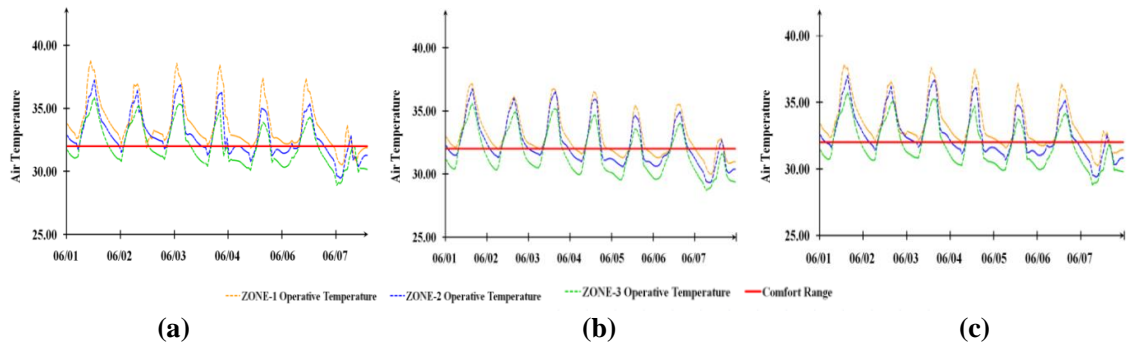 Air Temperature
40.00
35.00
30.00
25.00
06/01 06/02 06/03 06/04 06/06 06/07
Air Temperature
40.00
35.00
30.00
25.00
06/01 06/02 06/03 06/04 06/05 06/06 06/07
Air Temperature
40.00
35.00
30.00
25.00
06/01 06/02 06/03 06/04 06/05 06/06 06/07
ZONE-1 Operative Temperature ZONE-2 Operative Temperature ZONE-3 Operative Temperature Comfort Range
(a) (b) (c)